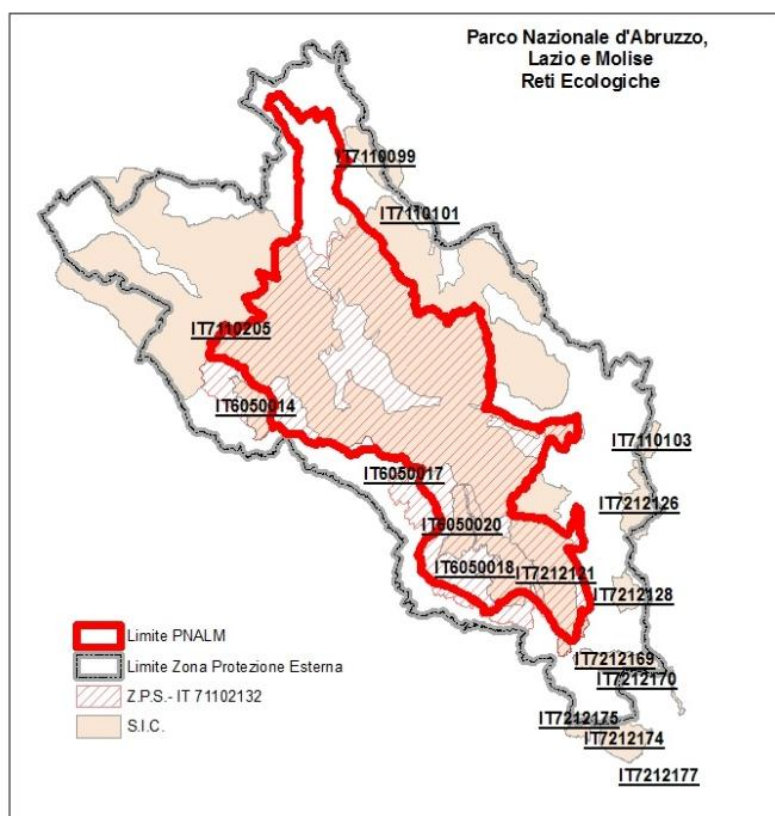 Parco Nazionale d'Abruzzo,
Lazio e Molise
Reti Ecologiche
IT7110099
IT7110101
IT7110205
IT6050014
IT7110103
IT6050017
IT7212126
IT6050020
IT6050018
IT7212121
IT7212128
IT7212169
IT7212170
IT7212175
IT7212174
IT7212177
Limite PNALM
Limite Zona Protezione Esterna
Z.P.S.- IT 71102132
S.I.C.